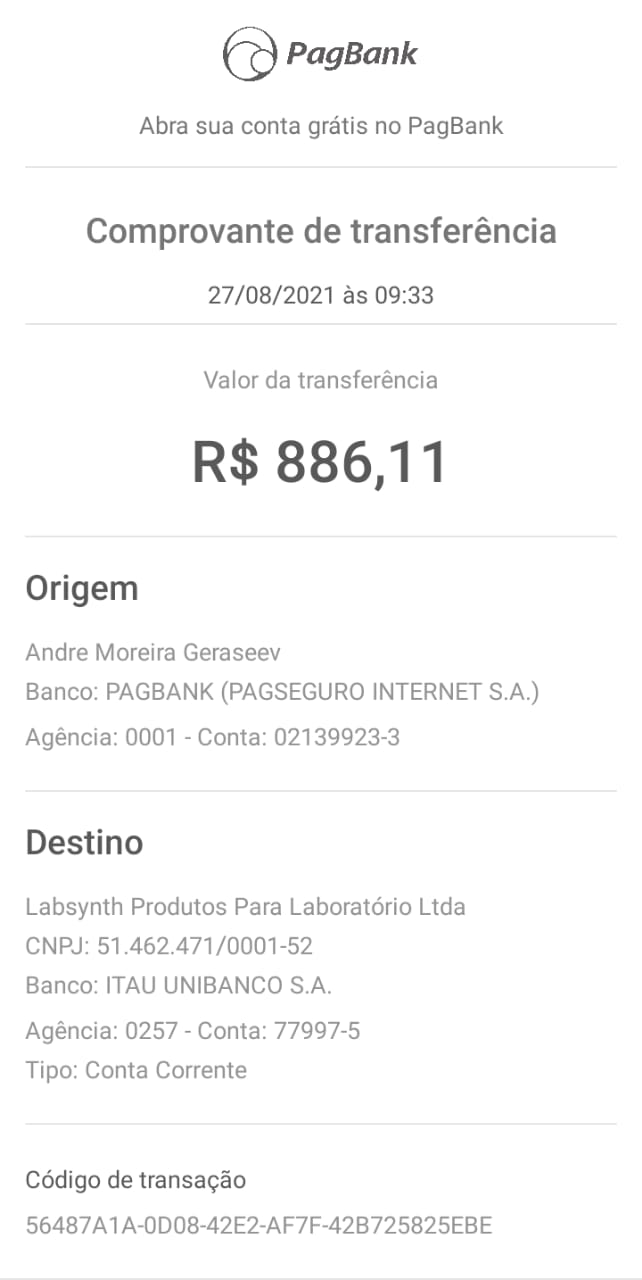 PagBank
Abra sua conta grátis no PagBank
Comprovante de transferência
27/08/2021 às 09:33
Valor da transferência
R$ 886,11
Origem
Andre Moreira Geraseev
Banco: PAGBANK (PAGSEGURO INTERNET S.A.)
Agência: 0001 - Conta: 02139923-3
Destino
Labsynth Produtos Para Laboratório Ltda
CNPJ: 51.462.471/0001-52
Banco: ITAU UNIBANCO S.A.
Agência: 0257 - Conta: 77997-5
Tipo: Conta Corrente
Código de transação
56487A1A-0D08-42E2-AF7F-42B725825EBE